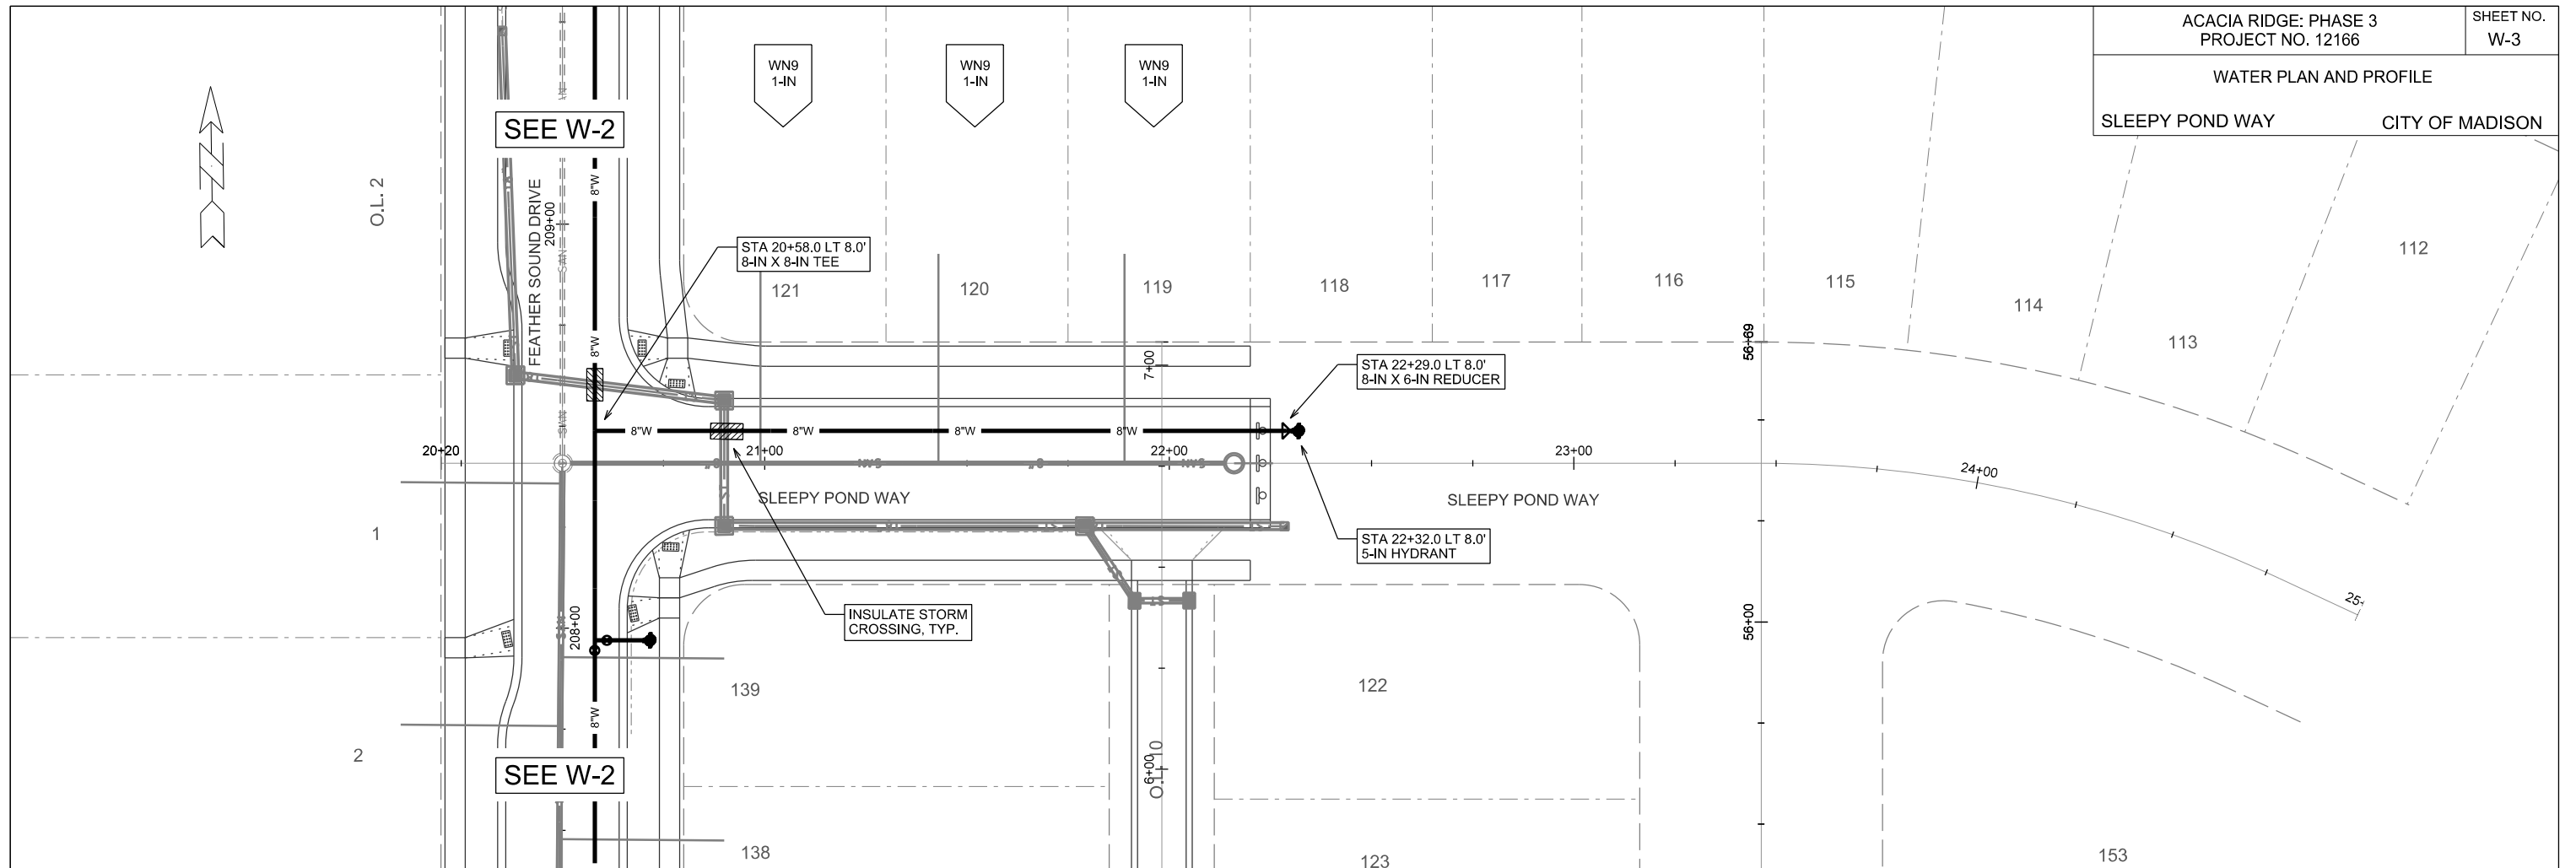 ACACIA RIDGE: PHASE 3
PROJECT NO. 12166
SHEET NO.
W-3
WATER PLAN AND PROFILE
SLEEPY POND WAY
CITY OF MADISON
WN9
1-IN
WN9
1-IN
WN9
1-IN
SEE W-2
N
O.L. 2
FEATHER SOUND DRIVE
209+00
SAN
8"W
8"W
STA 20+58.0 LT 8.0'
8-IN X 8-IN TEE
121
120
119
118
117
116
115
114
113
112
7+00
56+69
STA 22+29.0 LT 8.0'
8-IN X 6-IN REDUCER
8"W
8"W
8"W
8"W
20+20
21+00
22+00
23+00
24+00
25+
SLEEPY POND WAY
SLEEPY POND WAY
STA 22+32.0 LT 8.0'
5-IN HYDRANT
1
INSULATE STORM
CROSSING, TYP.
208+00
56+00
139
122
8"W
2
SEE W-2
6+00
O.L. 10
138
123
153